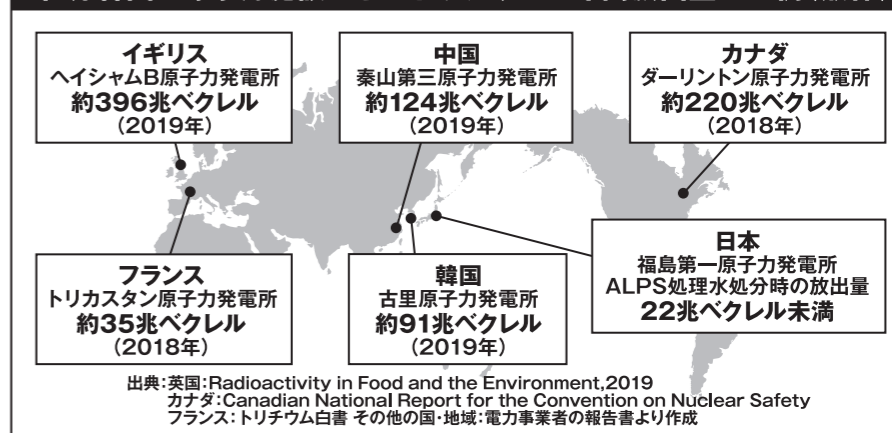 イギリス
ヘイシャムB原子力発電所
約396兆ベクレル
(2019年)
中国
秦山第三原子力発電所
約124兆ベクレル
(2019年)
カナダ
ダーリントン原子力発電所
約220兆ベクレル
(2018年)
フランス
トリカスタン原子力発電所
約35兆ベクレル
(2018年)
韓国
古里原子力発電所
約91兆ベクレル
(2019年)
日本
福島第一原子力発電所
ALPS処理水処分時の放出量
22兆ベクレル未満
出典:英国:Radioactivity in Food and the Environment,2019
カナダ:Canadian National Report for the Convention on Nuclear Safety
フランス:トリチウム白書 その他の国・地域:電力事業者の報告書より作成